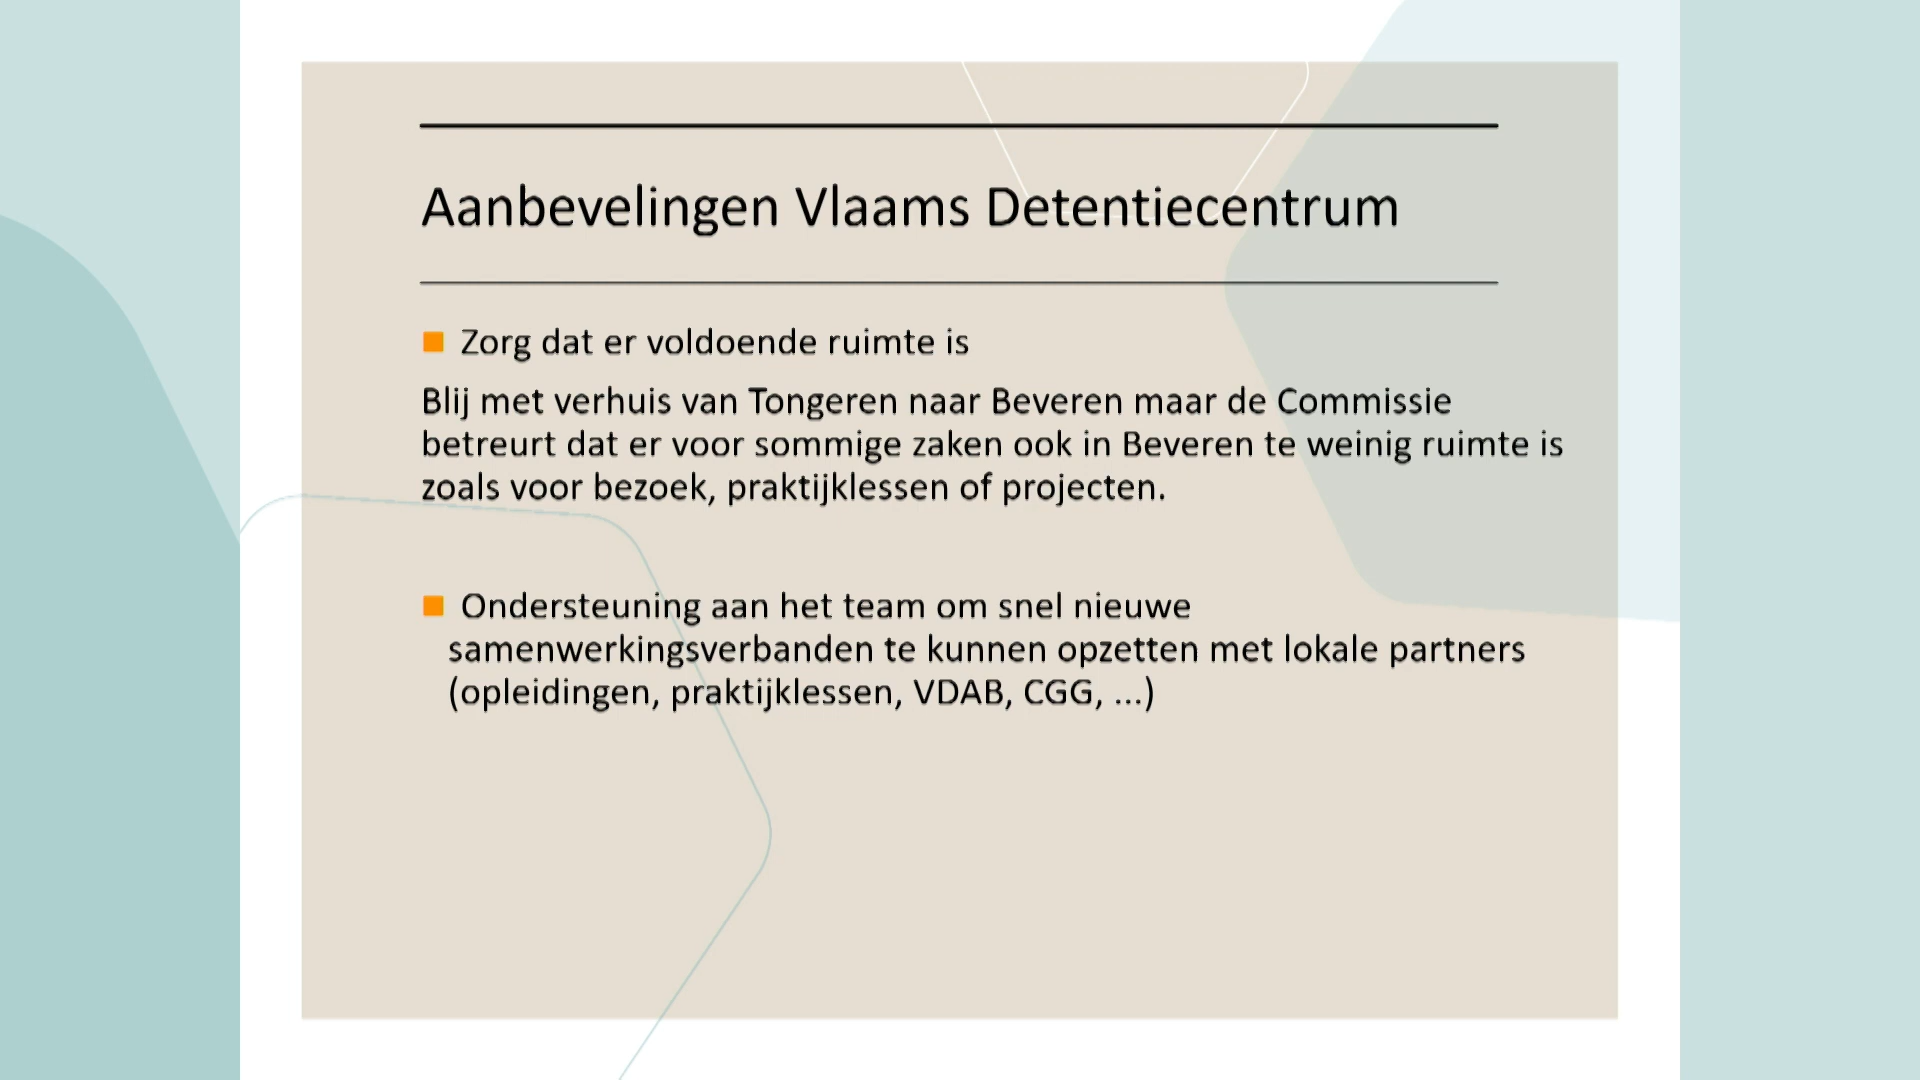 Aanbevelingen Vlaams Detentiecentrum
Zorg dat er voldoende ruimte is
Blij met verhuis van Tongeren naar Beveren maar de Commissie
betreurt dat er voor sommige zaken ook in Beveren te weinig ruimte is
zoals voor bezoek, praktijklessen of projecten.
Ondersteuning aan het team om snel nieuwe
samenwerkingsverbanden te kunnen opzetten met lokale partners
(opleidingen, praktijklessen, VDAB, CGG, ...)